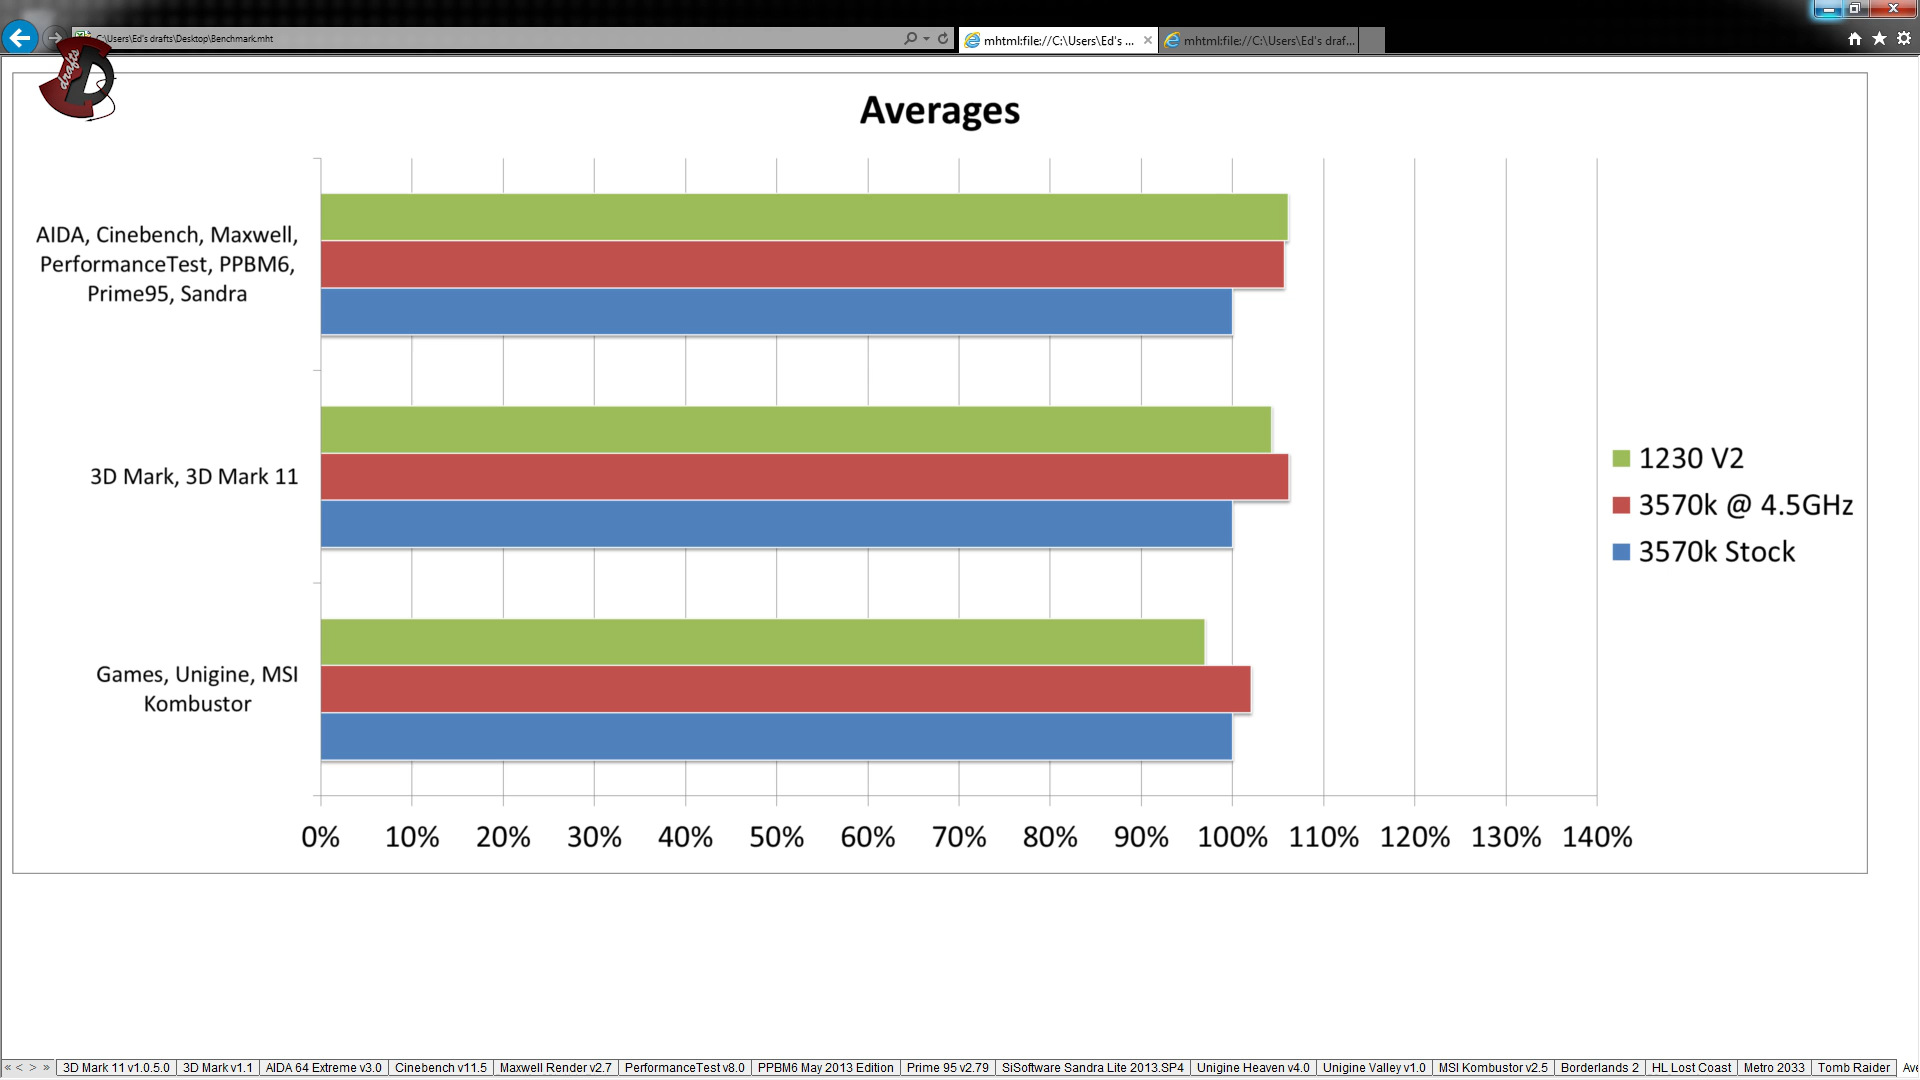 C:\Users\Ed's drafts\Desktop\Benchmark.mht
mhtml:file://C:\Users\Ed's ...
mhtml:file://C:\Users\Ed's draf...
drafts
Averages
AIDA, Cinebench, Maxwell,
PerformanceTest, PPBM6,
Prime95, Sandra
3D Mark, 3D Mark 11
Games, Unigine, MSI
Kombustor
1230 V2
3570k @ 4.5GHz
3570k Stock
0% 10% 20% 30% 40% 50% 60% 70% 80% 90% 100% 110% 120% 130% 140%
« < > » 3D Mark 11 v1.0.5.0 3D Mark v1.1 AIDA 64 Extreme v3.0 Cinebench v11.5 Maxwell Render v2.7 PerformanceTest v8.0 PPBM6 May 2013 Edition Prime 95 v2.79 SiSoftware Sandra Lite 2013.SP4 Unigine Heaven v4.0 Unigine Valley v1.0 MSI Kombustor v2.5 Borderlands 2 HL Lost Coast Metro 2033 Tomb Raider